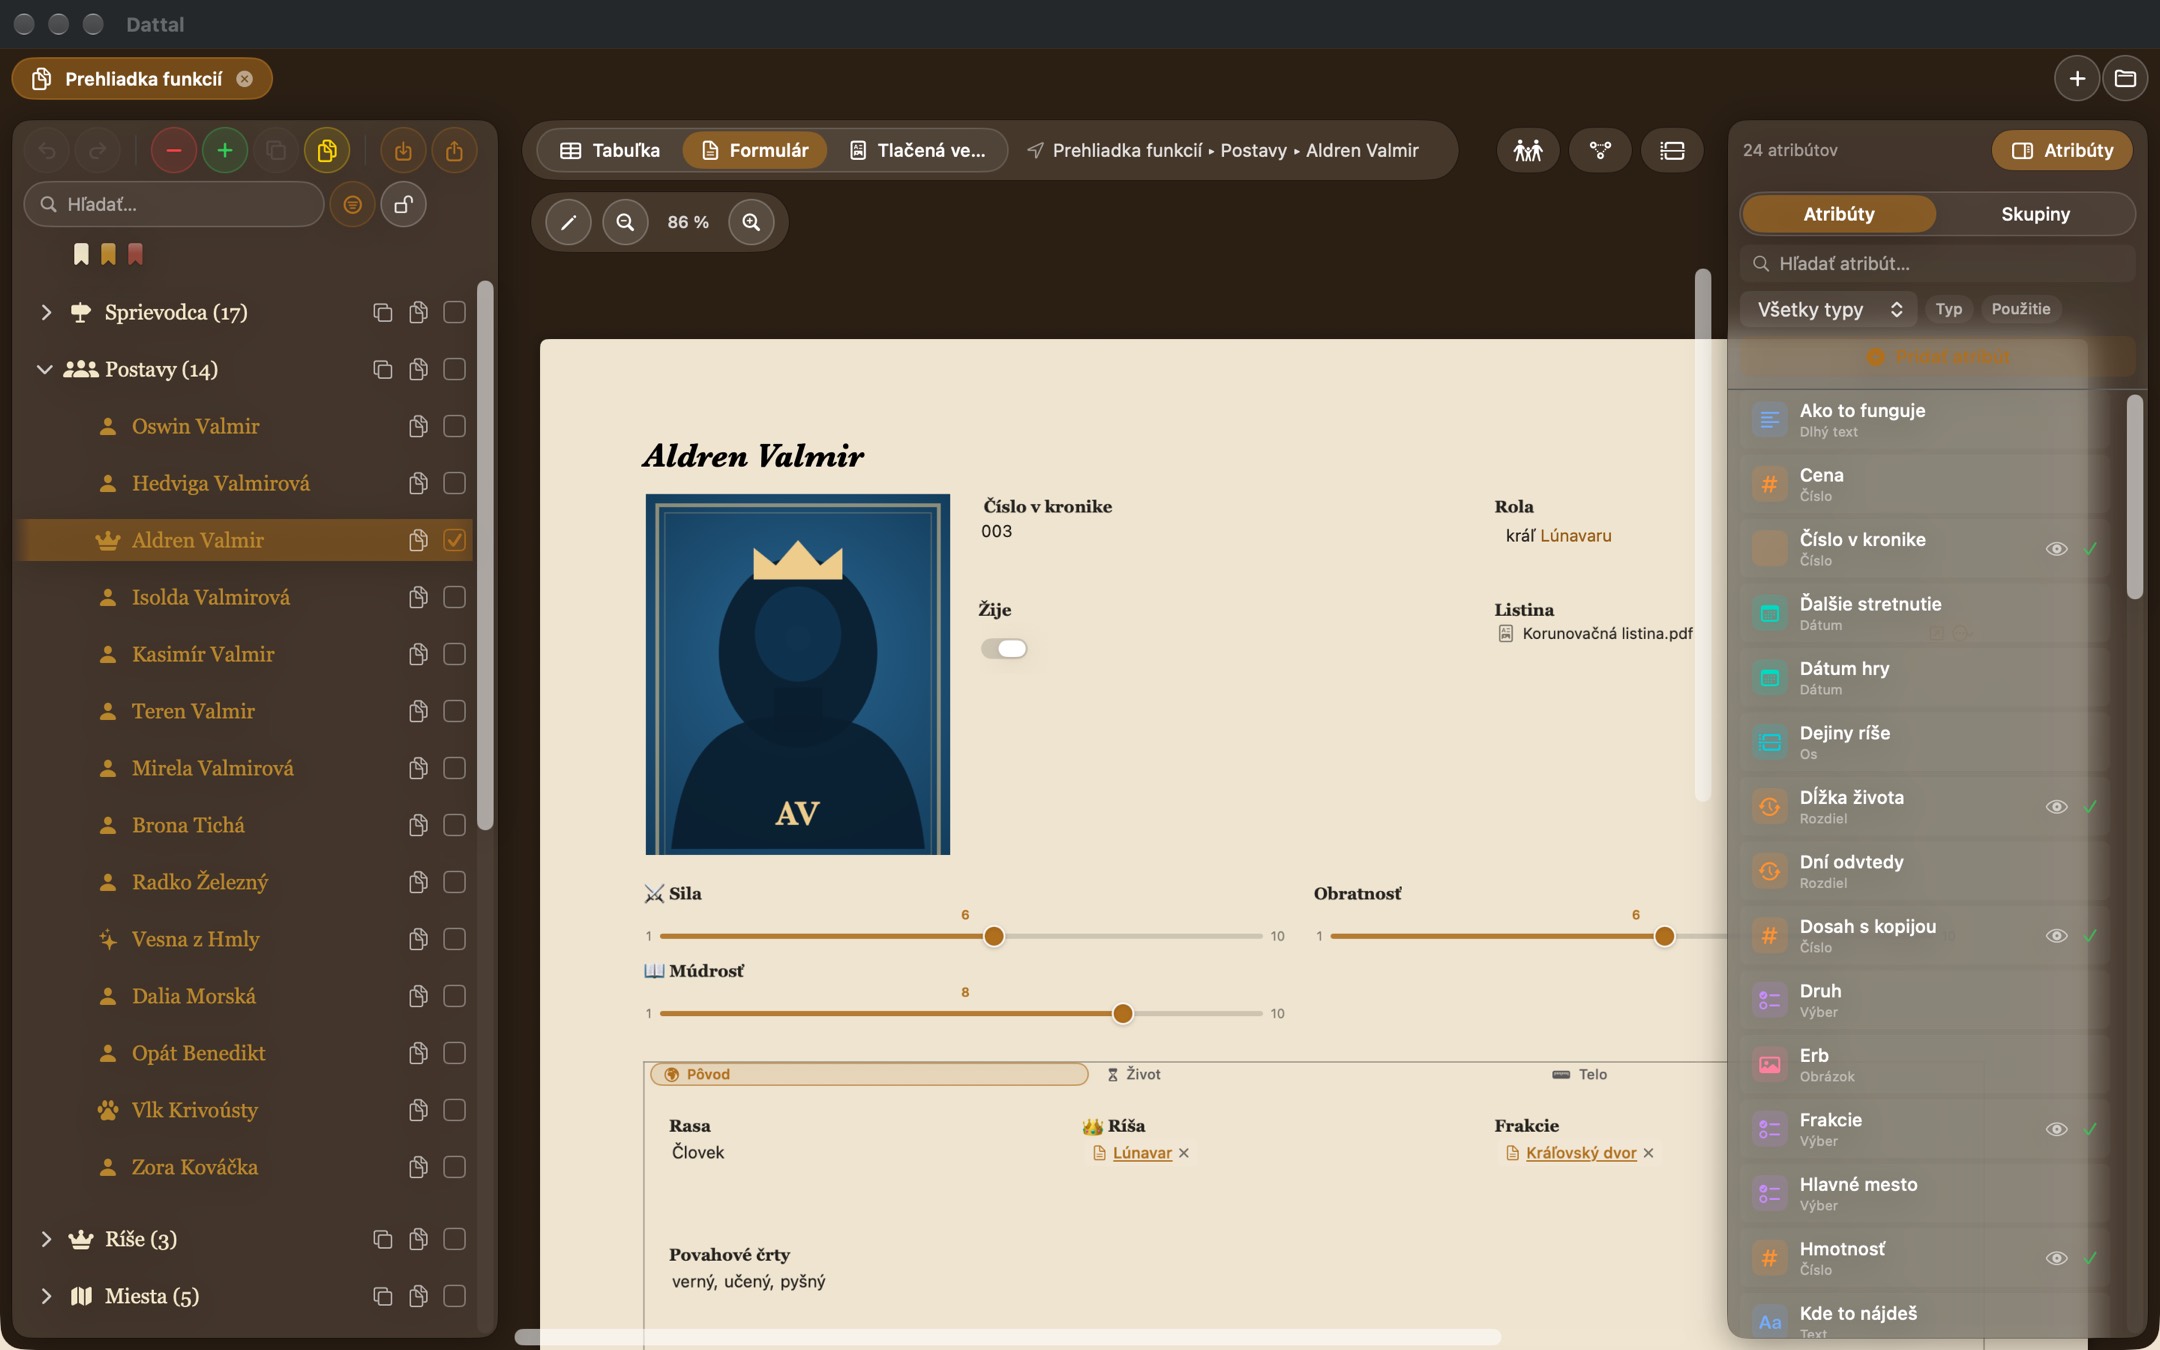 Dattal
Prehliadka funkcií
Hľadať...
Sprievodca (17)
Postavy (14)
Oswin Valmir
Hedviga Valmirová
Aldren Valmir
Isolda Valmirová
Kasimír Valmir
Teren Valmir
Mirela Valmirová
Brona Tichá
Radko Železný
Vesna z Hmly
Dalia Morská
Opát Benedikt
Vlk Krivoústy
Zora Kováčka
Ríše (3)
Miesta (5)
Tabuľka
Formulár
Tlačená ve...
Prehliadka funkcií ▸ Postavy ▸ Aldren Valmir
86 %
Aldren Valmir
AV
Číslo v kronike
003
Rola
kráľ Lúnavaru
Žije
Listina
Korunovačná listina.pdf
Sila
6
1
10
Obratnosť
6
1
Múdrosť
8
1
10
Pôvod
Život
Telo
Rasa
Človek
Ríša
Lúnavar
Frakcie
Kráľovský dvor
Povahové črty
verný, učený, pyšný
24 atribútov
Atribúty
Atribúty
Skupiny
Hľadať atribút...
Všetky typy
Typ
Použitie
Pridať atribút
Ako to funguje
Dlhý text
Cena
Číslo
Číslo v kronike
Číslo
Ďalšie stretnutie
Dátum
Dátum hry
Dátum
Dejiny ríše
Os
Dĺžka života
Rozdiel
Dní odvtedy
Rozdiel
Dosah s kopijou
Číslo
Druh
Výber
Erb
Obrázok
Frakcie
Výber
Hlavné mesto
Výber
Hmotnosť
Číslo
Aa
Kde to nájdeš
Text